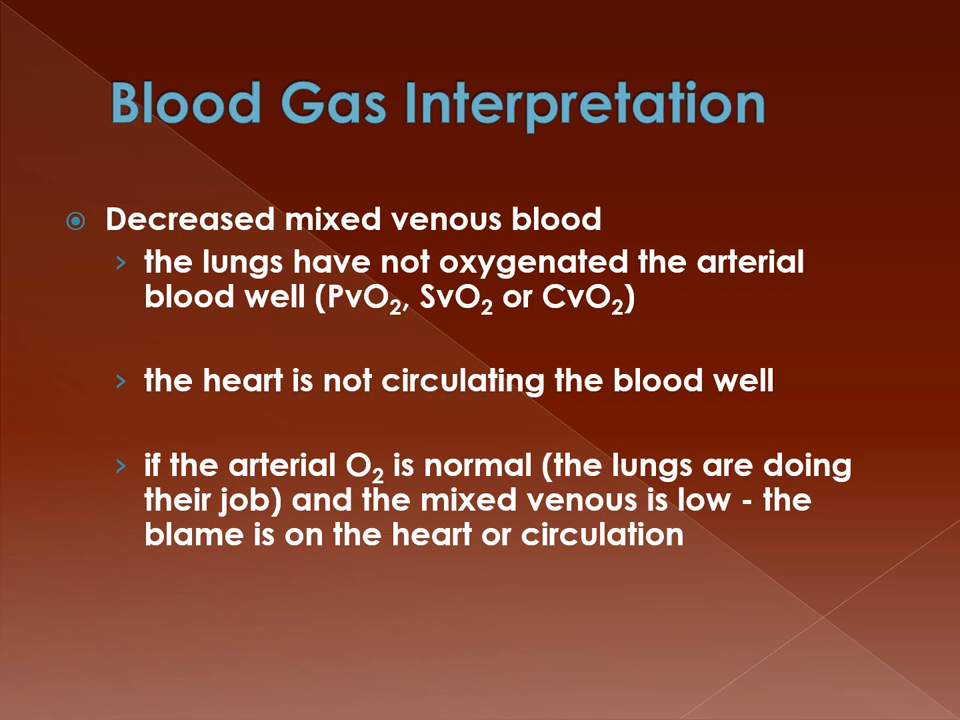 Blood Gas Interpretation
Decreased mixed venous blood
the lungs have not oxygenated the arterial
blood well (PvO₂, SvO₂ or CvO₂)
the heart is not circulating the blood well
if the arterial O₂ is normal (the lungs are doing
their job) and the mixed venous is low - the
blame is on the heart or circulation